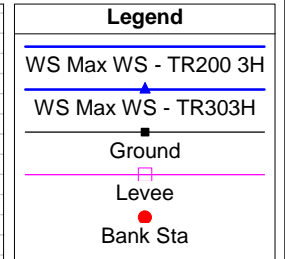 Legend
WS Max WS - TR200 3H
WS Max WS - TR303H
Ground
Levee
Bank Sta